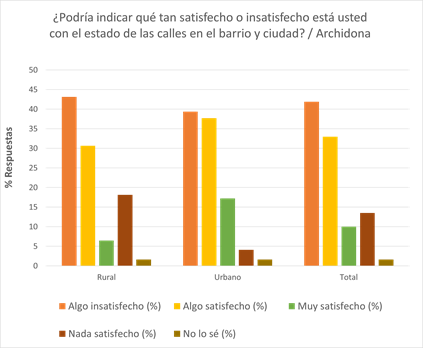 ¿Podría indicar qué tan satisfecho o insatisfecho está usted
con el estado de las calles en el barrio y ciudad? / Archidona
50
45
40
35
30
25
20
15
10
5
0
% Respuestas
Rural Urbano Total
Algo insatisfecho (%) Algo satisfecho (%) Muy satisfecho (%)
Nada satisfecho (%) No lo sé (%)